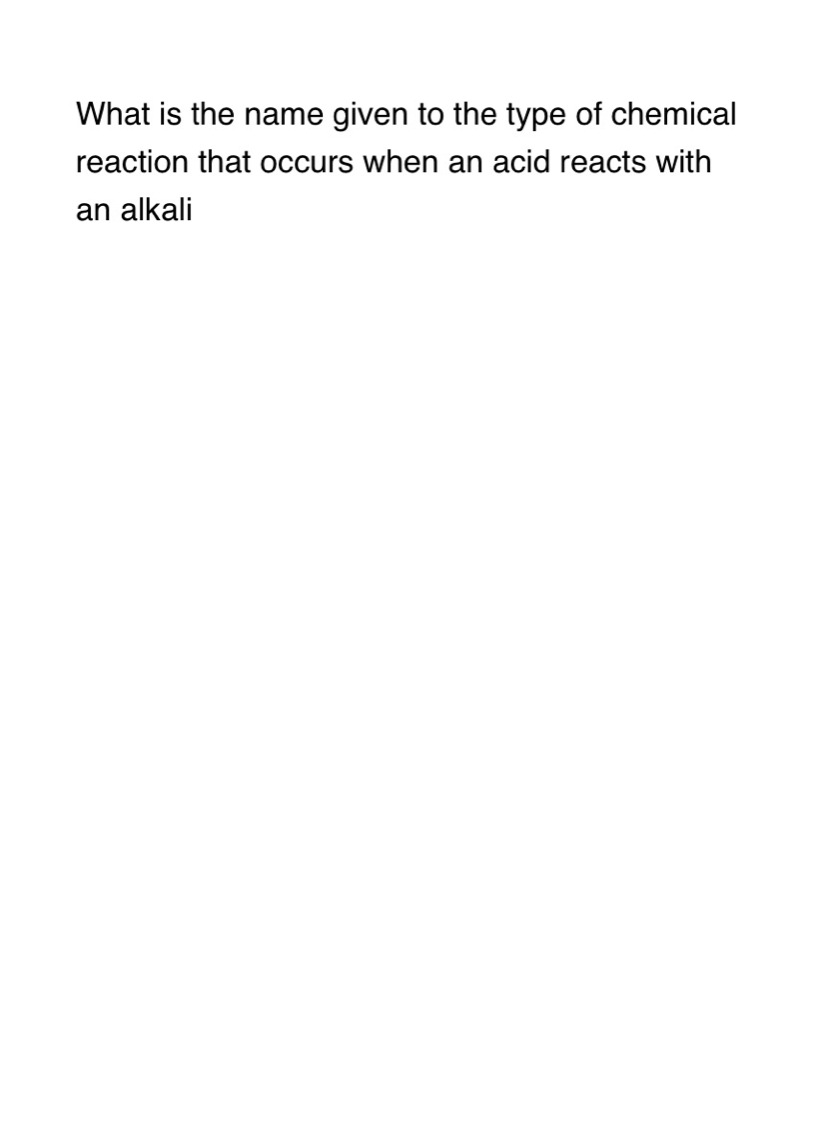 What is the name given to the type of chemical
reaction that occurs when an acid reacts with
an alkali